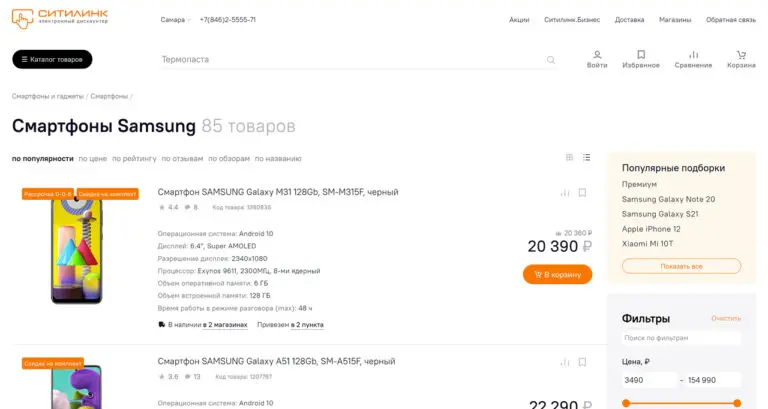 СИТИЛИНК
электронный дискаунтер
Самара
+7(846)2-5555-71
Акции
Ситилинк.Бизнес
Доставка
Магазины
Обратная связь
Каталог товаров
Термопаста
Войти
Избранное
Сравнение
Корзина
Смартфоны и гаджеты / Смартфоны /
Смартфоны Samsung 85 товаров
по популярности по цене по рейтингу по отзывам по обзорам по названию
Рассрочка 0-0-6
Скидка на комплект
Смартфон SAMSUNG Galaxy M31 128Gb, SM-M315F, черный
4.4 8 Код товара: 1380835
Операционная система: Android 10
Дисплей: 6.4", Super AMOLED
Разрешение дисплея: 2340x1080
Процессор: Exynos 9611, 2300МГц, 8-ми ядерный
Объем оперативной памяти: 6 ГБ
Объем встроенной памяти: 128 ГБ
Время работы в режиме разговора (max): 48 ч
В наличии в 2 магазинах Привезем в 2 пункта
20 360 ₽
20 390 ₽
В корзину
Скидка на комплект
Смартфон SAMSUNG Galaxy A51 128Gb, SM-A515F, черный
3.6 13 Код товара: 1207797
Операционная система: Android 10
22 290 ₽
Популярные подборки
Премиум
Samsung Galaxy Note 20
Samsung Galaxy S21
Apple iPhone 12
Xiaomi Mi 10T
Показать все
Фильтры Очистить
Поиск по фильтрам
Цена, ₽
3490 - 154 990